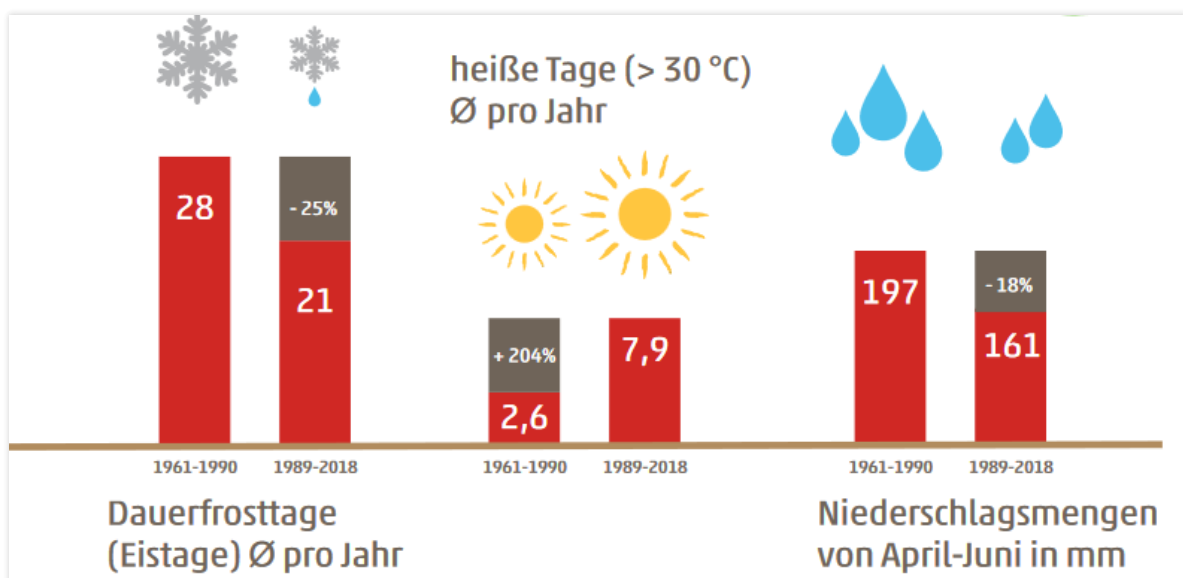 heiße Tage (> 30 °C)
Ø pro Jahr
28
- 25%
21
+ 204%
2,6
7,9
197
- 18%
161
1961-1990
1989-2018
1961-1990
1989-2018
1961-1990
1989-2018
Dauerfrosttage
(Eistage) Ø pro Jahr
Niederschlagsmengen
von April-Juni in mm